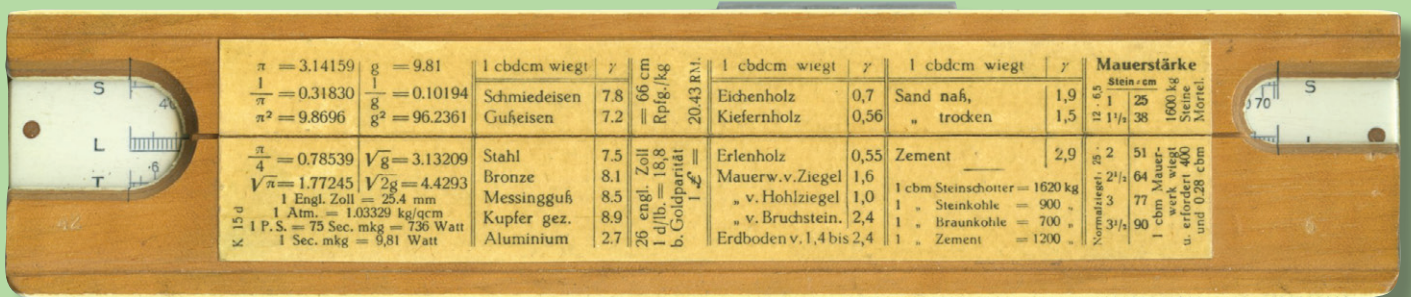 S
L
T
40
.6
K 15 d
π = 3.14159
1/π = 0.31830
π² = 9.8696
π/4 = 0.78539
√π = 1.77245
g = 9.81
1/g = 0.10194
g² = 96.2361
√g = 3.13209
√2g = 4.4293
1 Engl. Zoll = 25.4 mm
1 Atm. = 1.03329 kg/qcm
1 P. S. = 75 Sec. mkg = 736 Watt
1 Sec. mkg = 9,81 Watt
1 cbdcm wiegt γ
Schmiedeisen 7.8
Gußeisen 7.2
Stahl 7.5
Bronze 8.1
Messingguß 8.5
Kupfer gez. 8.9
Aluminium 2.7
26 engl. Zoll = 66 cm
1 d/lb. = 18,8 Rpfg./kg
b. Goldparität
1 £ = 20.43 RM.
1 cbdcm wiegt γ
Eichenholz 0,7
Kiefernholz 0,56
Erlenholz 0,55
Mauerw.v.Ziegel 1,6
„ v. Hohlziegel 1,0
„ v. Bruchstein. 2,4
Erdboden v. 1,4 bis 2,4
1 cbdcm wiegt γ
Sand naß, 1,9
„ trocken 1,5
Zement 2,9
1 cbm Steinschotter = 1620 kg
1 „ Steinkohle = 900 „
1 „ Braunkohle = 700 „
1 „ Zement = 1200 „
Mauerstärke
Normalziegel, 25 · 12 · 6,5
Stein = cm
1 25
1½ 38
2 51
2½ 64
3 77
3½ 90
1 cbm Mauer-
werk wiegt 1600 kg
u. erfordert 400 Steine
und 0.28 cbm Mörtel.
70
S